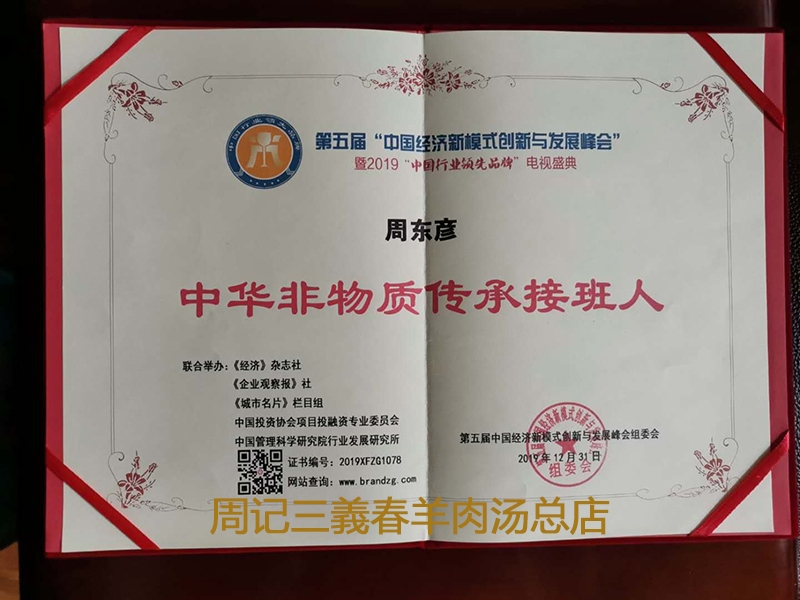 中国行业领先品牌
第五届“中国经济新模式创新与发展峰会”
暨2019“中国行业领先品牌”电视盛典
周东彦
中华非物质传承接班人
联合举办：《经济》杂志社
《企业观察报》社
《城市名片》栏目组
中国投资协会项目投融资专业委员会
中国管理科学研究院行业发展研究所
证书编号：2019XFZG1078
网站查询：www.brandzg.com
第五届中国经济新模式创新与发展峰会组委会
2019年12月31日
组委会
周记三義春羊肉汤总店